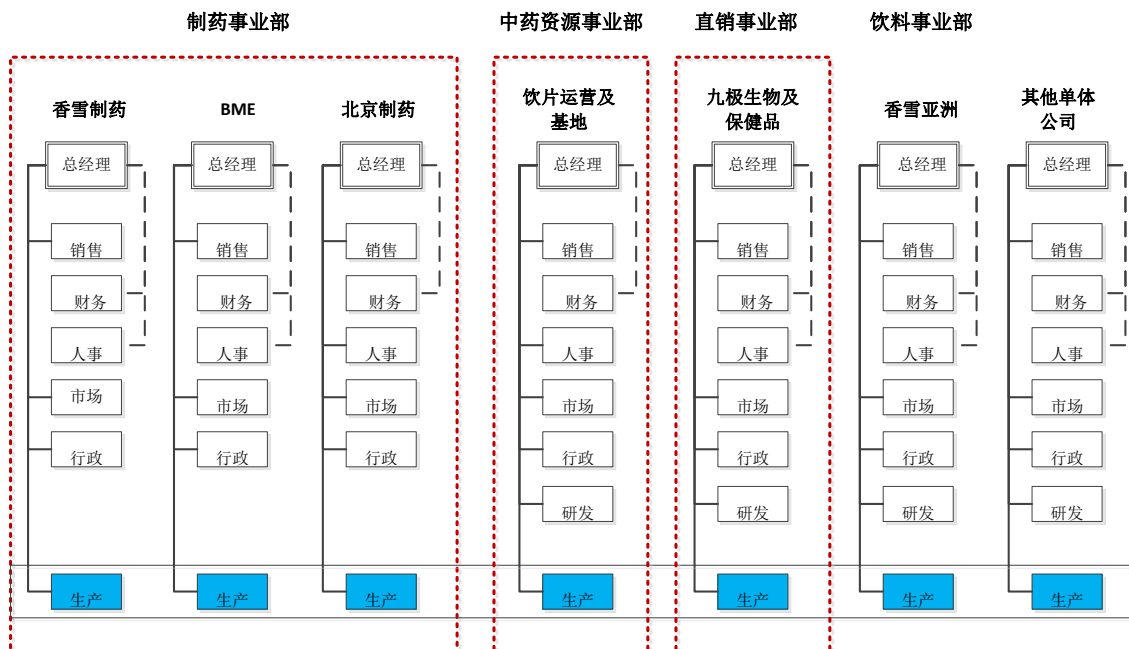 制药事业部
中药资源事业部
直销事业部
饮料事业部
香雪制药
BME
北京制药
饮片运营及
基地
九极生物及
保健品
香雪亚洲
其他单体
公司
总经理
总经理
总经理
总经理
总经理
总经理
总经理
销售
销售
销售
销售
销售
销售
销售
财务
财务
财务
财务
财务
财务
财务
人事
人事
人事
人事
人事
人事
人事
市场
市场
市场
市场
市场
市场
市场
行政
行政
行政
行政
行政
行政
行政
研发
研发
研发
研发
生产
生产
生产
生产
生产
生产
生产